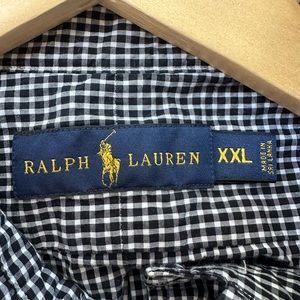 RALPH LAUREN
XXL
MADE IN
SRI LANKA